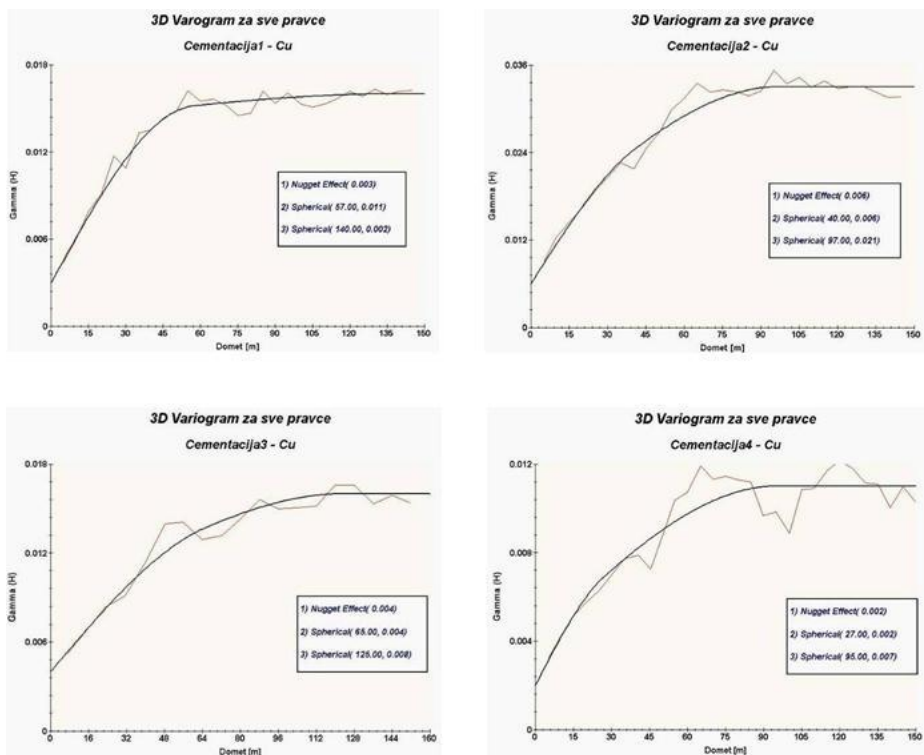 3D Varogram za sve pravce
Cementacija1 - Cu
0.018
0.012
0.006
0
Gamma (H)
1) Nugget Effect( 0.003)
2) Spherical( 57.00, 0.011)
3) Spherical( 140.00, 0.002)
0 15 30 45 60 75 90 105 120 135 150
Domet [m]
3D Variogram za sve pravce
Cementacija2 - Cu
0.036
0.024
0.012
0
Gamma (H)
1) Nugget Effect( 0.006)
2) Spherical( 40.00, 0.006)
3) Spherical( 97.00, 0.021)
0 15 30 45 60 75 90 105 120 135 150
Domet [m]
3D Variogram za sve pravce
Cementacija3 - Cu
0.018
0.012
0.006
0
Gamma (H)
1) Nugget Effect( 0.004)
2) Spherical( 65.00, 0.004)
3) Spherical( 125.00, 0.008)
0 16 32 48 64 80 96 112 128 144 160
Domet [m]
3D Variogram za sve pravce
Cementacija4 - Cu
0.012
0.008
0.004
0
Gamma (H)
1) Nugget Effect( 0.002)
2) Spherical( 27.00, 0.002)
3) Spherical( 95.00, 0.007)
0 15 30 45 60 75 90 105 120 135 150
Domet [m]